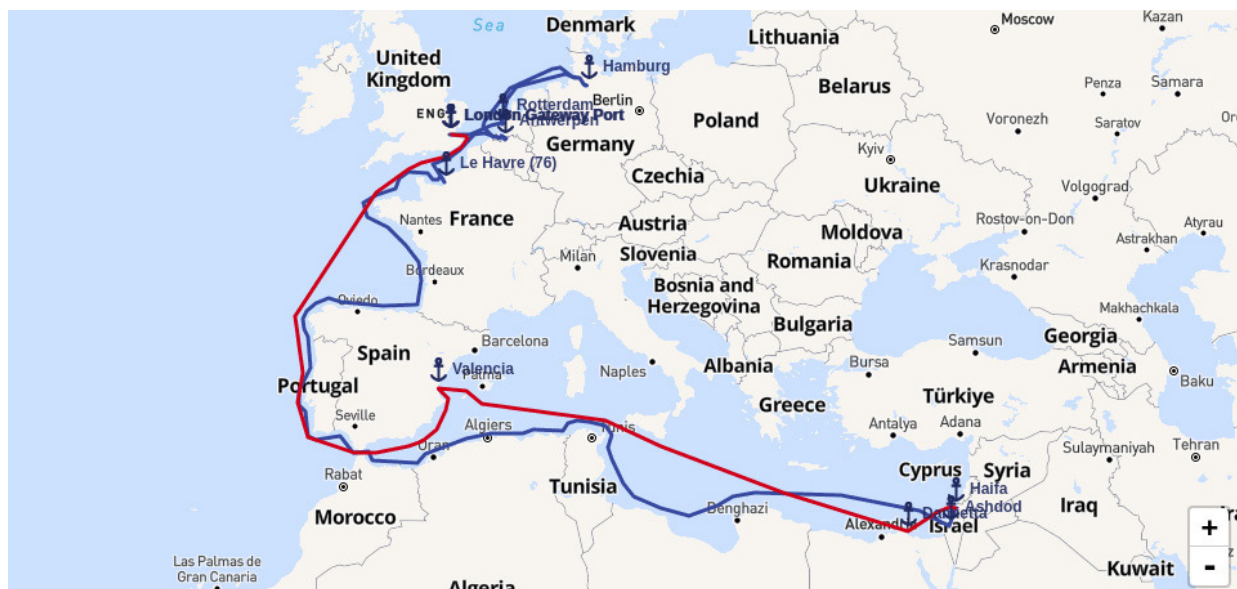 Sea
Denmark
Moscow
Kazan
Lithuania
United
Kingdom
Hamburg
Belarus
Penza
Samara
Berlin
Rotterdam
ENG
London Gateway Port
Antwerpen
Poland
Voronezh
Saratov
Germany
Le Havre (76)
Kyiv
Czechia
Ukraine
Volgograd
Nantes
France
Austria
Moldova
Rostov-on-Don
Atyrau
Astrakhan
Milan
Slovenia
Romania
Bordeaux
Krasnodar
Bosnia and
Herzegovina
Oviedo
Makhachkala
Bulgaria
Georgia
Spain
Barcelona
Samsun
Valencia
Albania
Bursa
Armenia
Palma
Naples
Baku
Portugal
Türkiye
Greece
Seville
Algiers
Tunis
Antalya
Adana
Oran
Sulaymaniyah
Tehran
Rabat
Cyprus
Syria
Tunisia
Haifa
Morocco
Benghazi
Damietta
Ashdod
Iraq
Alexand
Israel
Las Palmas de
Gran Canaria
Kuwait
Algeria
+
-